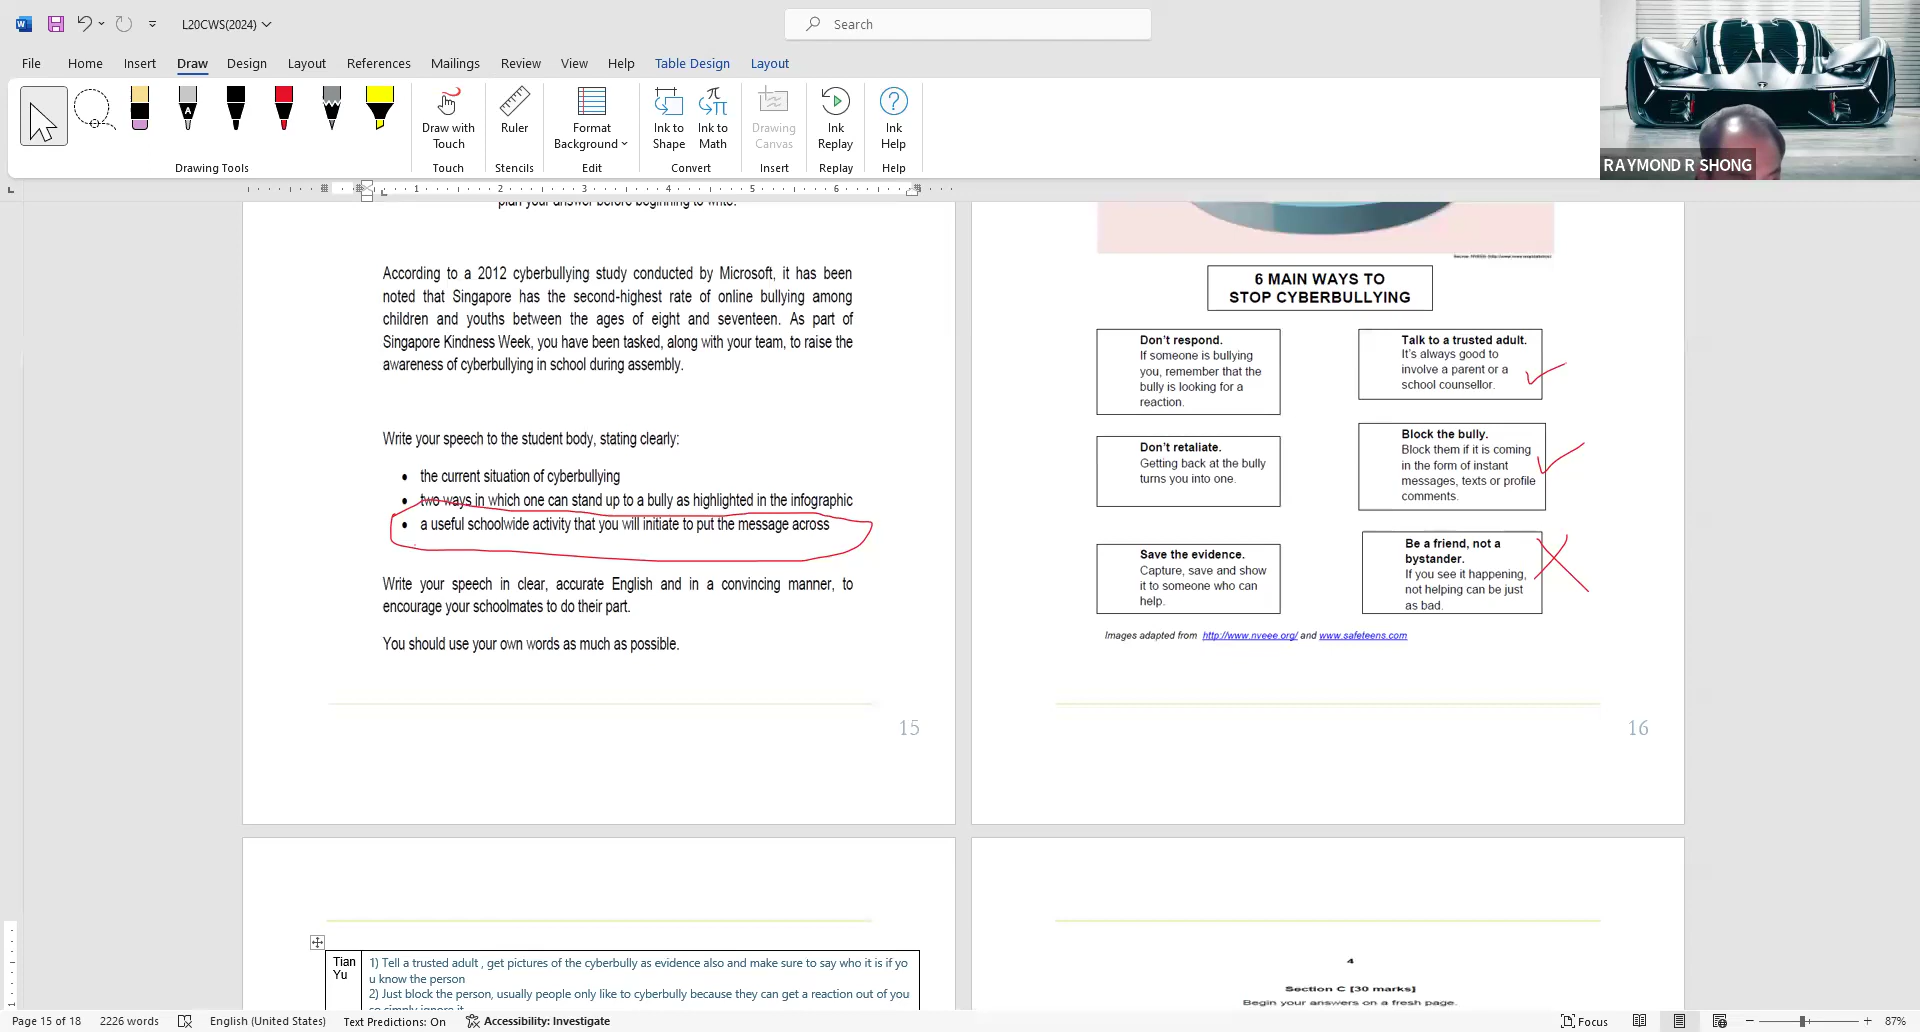 L20CWS(2024)
Search
File Home Insert Draw Design Layout References Mailings Review View Help Table Design Layout
A
Draw with
Touch
Ruler
Format
Background
Ink to
Shape
Ink to
Math
Drawing
Canvas
Ink
Replay
Ink
Help
Drawing Tools Touch Stencils Edit Convert Insert Replay Help
RAYMOND R SHONG
1 2 3 4 5 6
plan your answer before beginning to write.
According to a 2012 cyberbullying study conducted by Microsoft, it has been
noted that Singapore has the second-highest rate of online bullying among
children and youths between the ages of eight and seventeen. As part of
Singapore Kindness Week, you have been tasked, along with your team, to raise the
awareness of cyberbullying in school during assembly.
Write your speech to the student body, stating clearly:
• the current situation of cyberbullying
• two ways in which one can stand up to a bully as highlighted in the infographic
• a useful schoolwide activity that you will initiate to put the message across
Write your speech in clear, accurate English and in a convincing manner, to
encourage your schoolmates to do their part.
You should use your own words as much as possible.
15
6 MAIN WAYS TO
STOP CYBERBULLYING
Don't respond.
If someone is bullying
you, remember that the
bully is looking for a
reaction.
Talk to a trusted adult.
It's always good to
involve a parent or a
school counsellor.
Don't retaliate.
Getting back at the bully
turns you into one.
Block the bully.
Block them if it is coming
in the form of instant
messages, texts or profile
comments.
Save the evidence.
Capture, save and show
it to someone who can
help.
Be a friend, not a
bystander.
If you see it happening,
not helping can be just
as bad.
Images adapted from http://www.nveee.org/ and www.safeteens.com
16
Tian
Yu
1) Tell a trusted adult , get pictures of the cyberbully as evidence also and make sure to say who it is if yo
u know the person
2) Just block the person, usually people only like to cyberbully because they can get a reaction out of you
so simply ignore it
4
Section C [30 marks]
Begin your answers on a fresh page.
Page 15 of 18 2226 words English (United States) Text Predictions: On Accessibility: Investigate Focus 87%